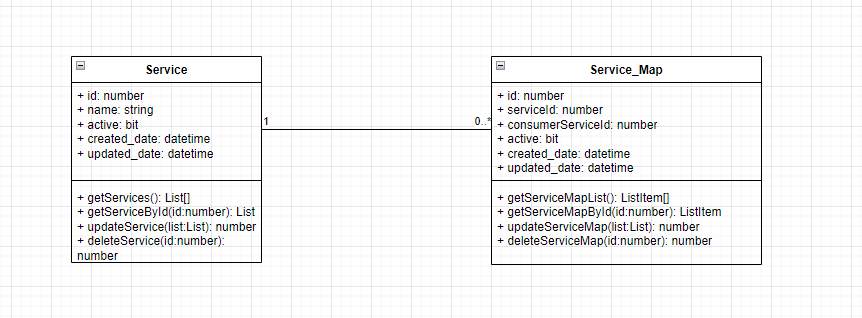 Service
+ id: number
+ name: string
+ active: bit
+ created_date: datetime
+ updated_date: datetime
+ getServices(): List[]
+ getServiceById(id:number): List
+ updateService(list:List): number
+ deleteService(id:number):
number
1
0..*
Service_Map
+ id: number
+ serviceId: number
+ consumerServiceId: number
+ active: bit
+ created_date: datetime
+ updated_date: datetime
+ getServiceMapList(): ListItem[]
+ getServiceMapById(id:number): ListItem
+ updateServiceMap(list:List): number
+ deleteServiceMap(id:number): number